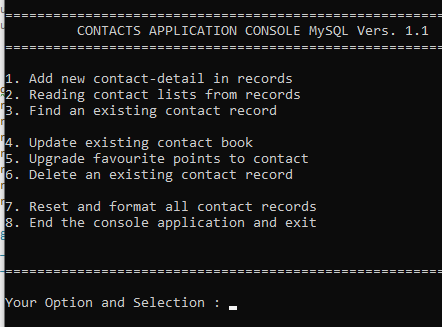 =======================================================
CONTACTS APPLICATION CONSOLE MySQL Vers. 1.1
=======================================================
1. Add new contact-detail in records
2. Reading contact lists from records
3. Find an existing contact record
4. Update existing contact book
5. Upgrade favourite points to contact
6. Delete an existing contact record
7. Reset and format all contact records
8. End the console application and exit
=======================================================
Your Option and Selection : _